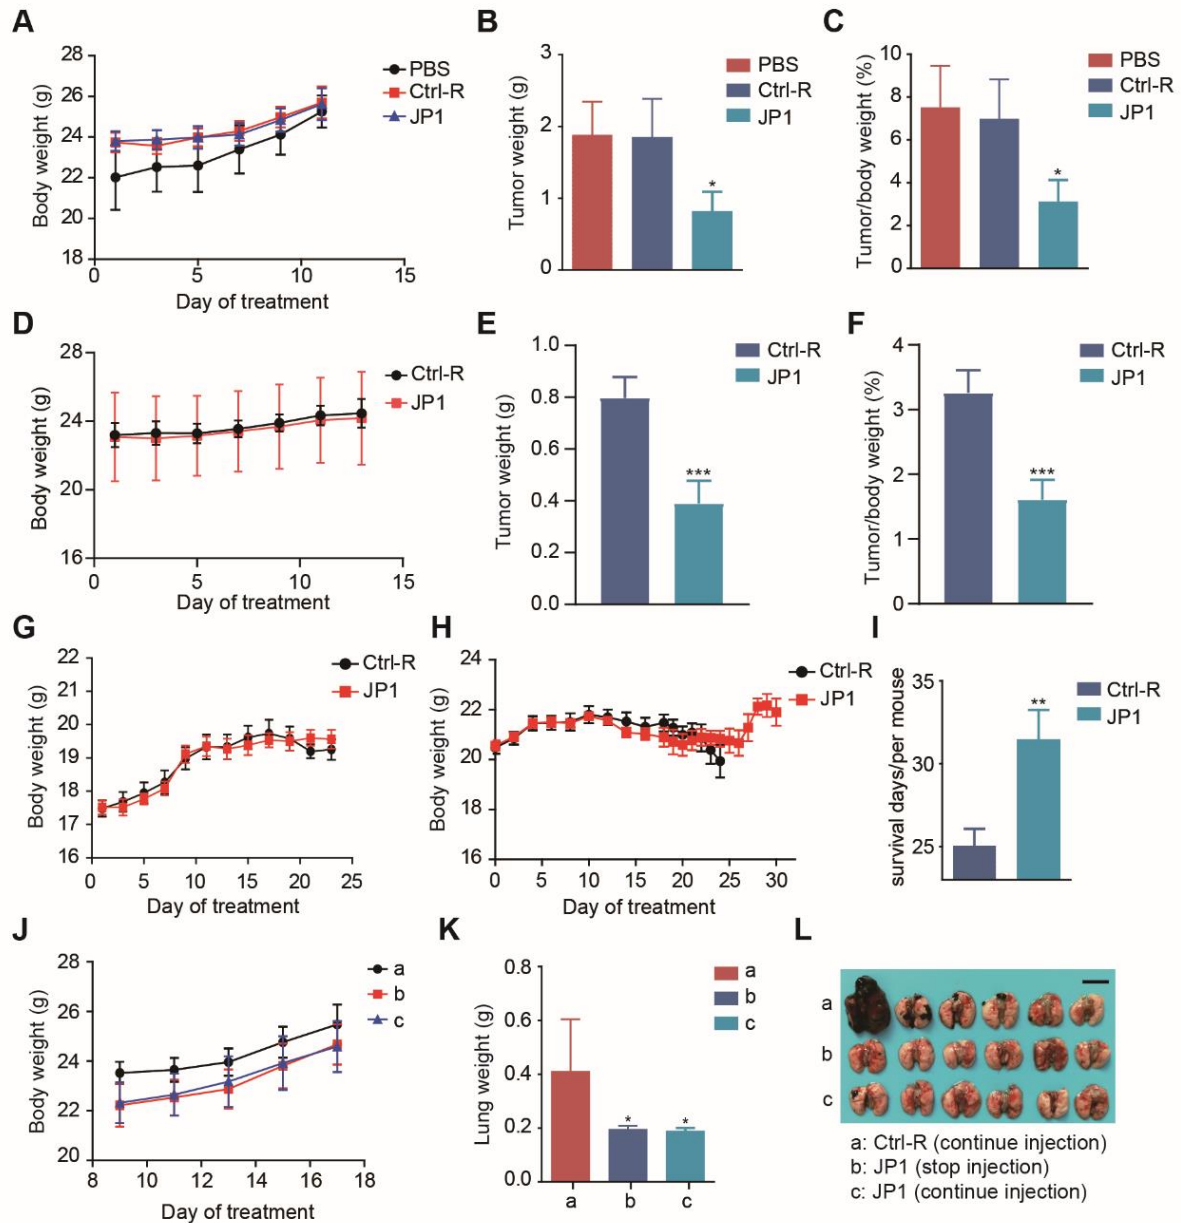 A
B
C
28
26
24
22
20
18
Body weight (g)
PBS
Ctrl-R
JP1
0
5
10
15
Day of treatment
3
2
1
0
Tumor weight (g)
PBS
Ctrl-R
JP1
*
10
8
6
4
2
0
Tumor/body weight (%)
PBS
Ctrl-R
JP1
*
D
E
F
28
24
20
16
Body weight (g)
Ctrl-R
JP1
0
5
10
15
Day of treatment
1.0
0.8
0.6
0.4
0.2
0.0
Tumor weight (g)
Ctrl-R
JP1
***
4
3
2
1
0
Tumor/body weight (%)
Ctrl-R
JP1
***
G
H
I
22
21
20
19
18
17
16
Body weight (g)
Ctrl-R
JP1
0
5
10
15
20
25
Day of treatment
24
22
20
18
16
Body weight (g)
Ctrl-R
JP1
0
5
10
15
20
25
30
Day of treatment
35
30
25
survival days/per mouse
Ctrl-R
JP1
**
J
K
L
28
26
24
22
20
Body weight (g)
a
b
c
8
10
12
14
16
18
Day of treatment
0.8
0.6
0.4
0.2
0.0
Lung weight (g)
a
b
c
*
*
a
b
c
a
b
c
a: Ctrl-R (continue injection)
b: JP1 (stop injection)
c: JP1 (continue injection)